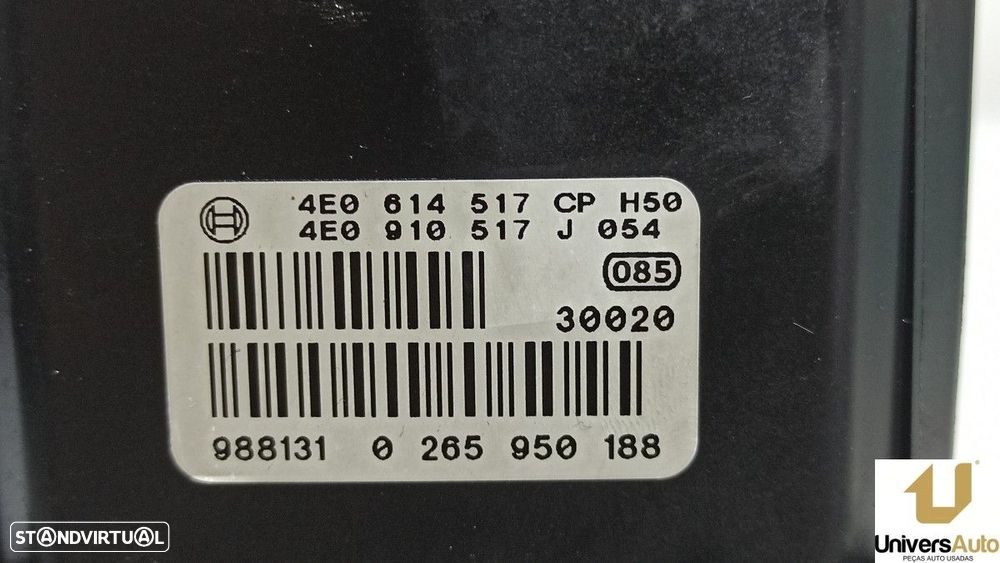 4E0 614 517 CP H50
4E0 910 517 J 054
085
30020
988131 0 265 950 188
STANDVIRTUAL
UniversAuto
PEÇAS AUTO USADAS